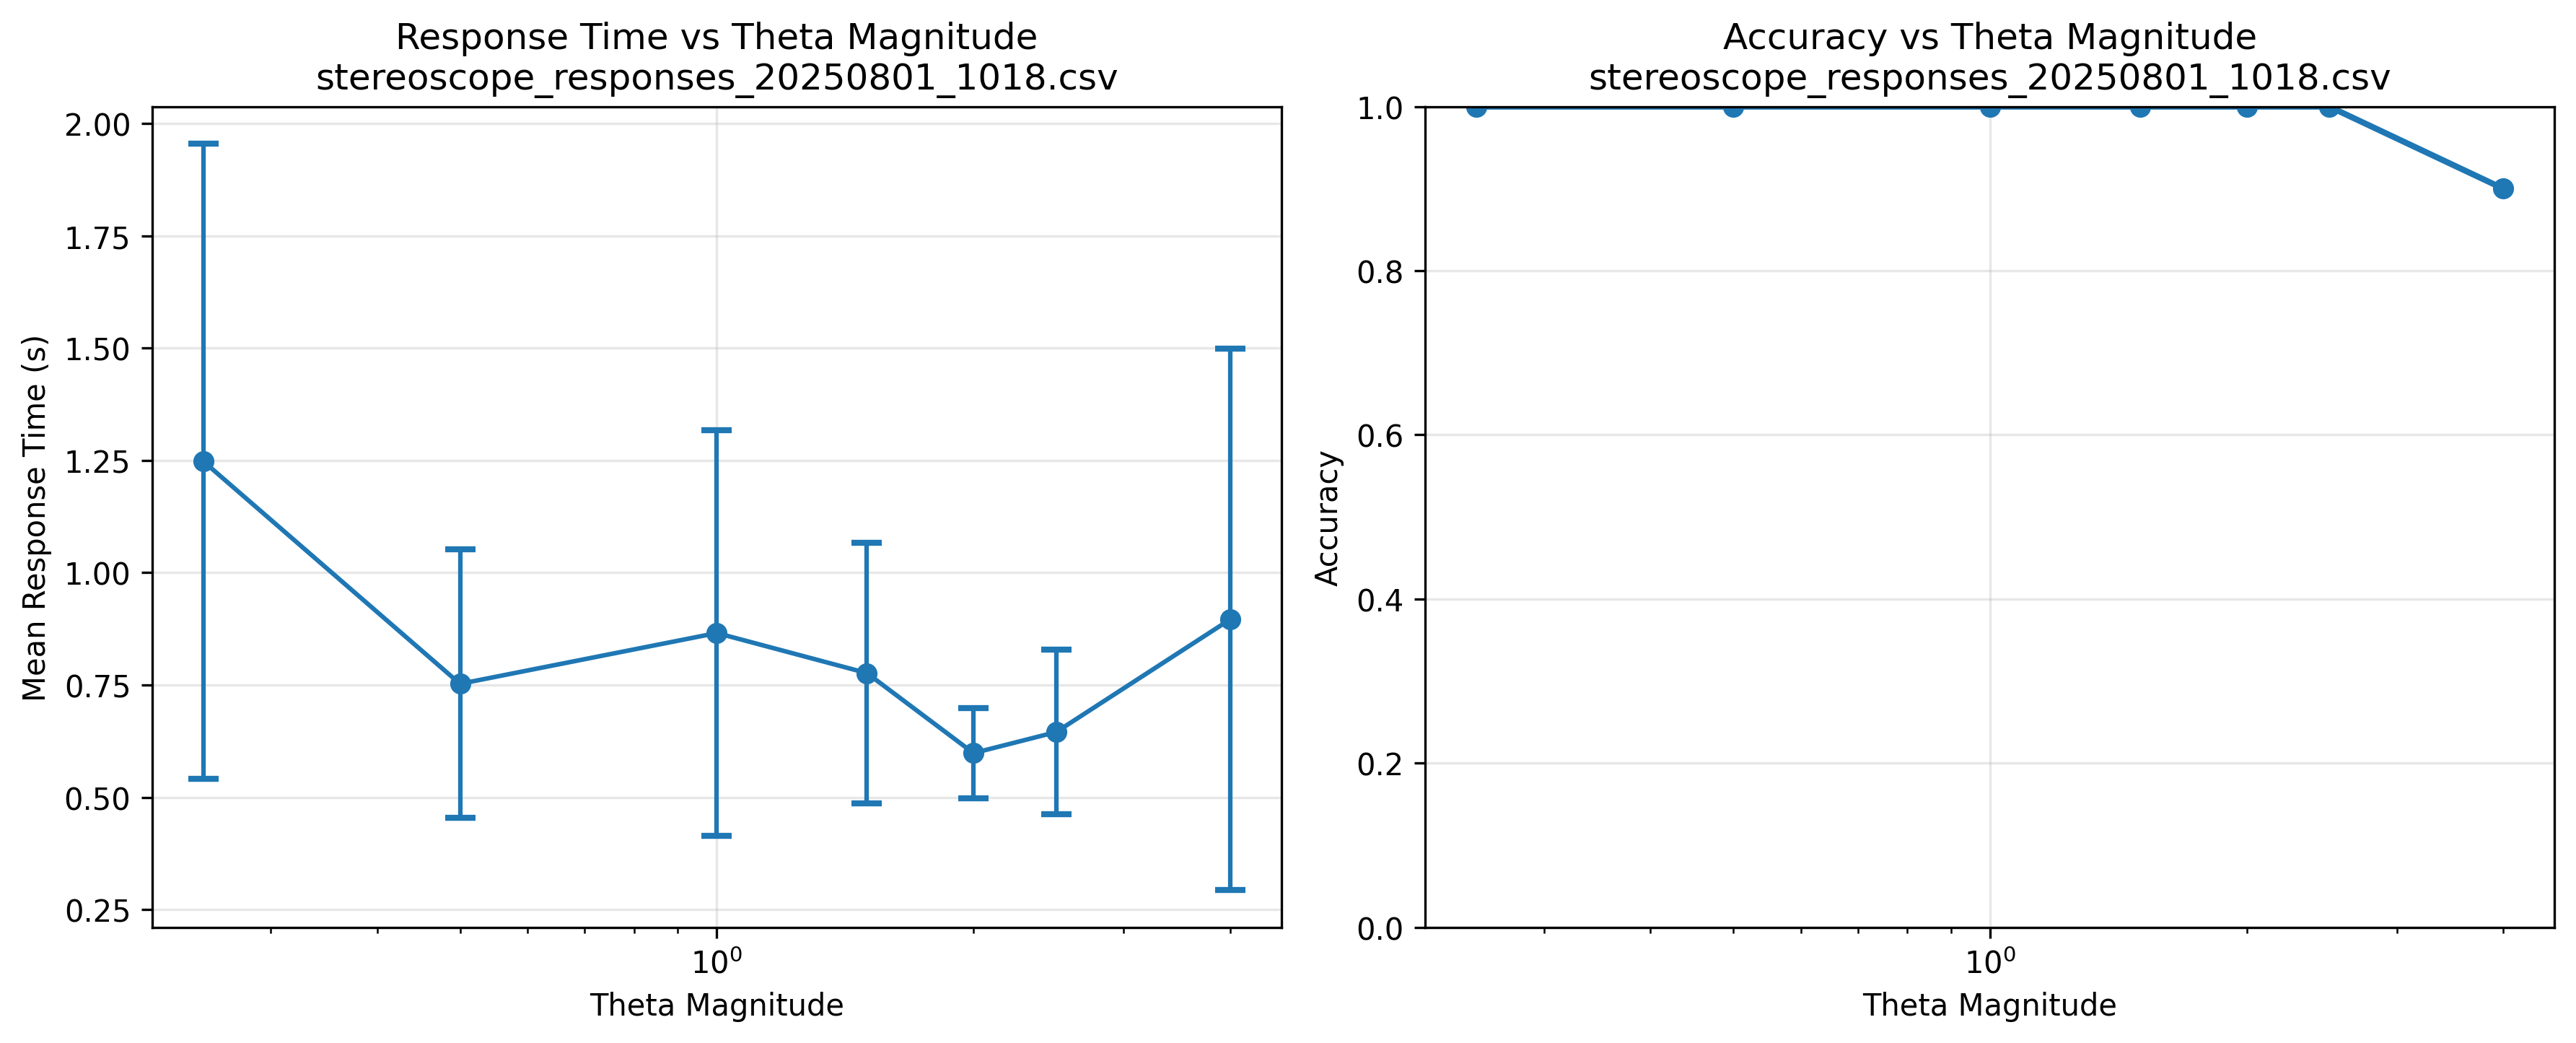 Response Time vs Theta Magnitude
stereoscope_responses_20250801_1018.csv
2.00
1.75
1.50
1.25
1.00
0.75
0.50
0.25
Mean Response Time (s)
10⁰
Theta Magnitude
Accuracy vs Theta Magnitude
stereoscope_responses_20250801_1018.csv
1.0
0.8
0.6
0.4
0.2
0.0
Accuracy
10⁰
Theta Magnitude